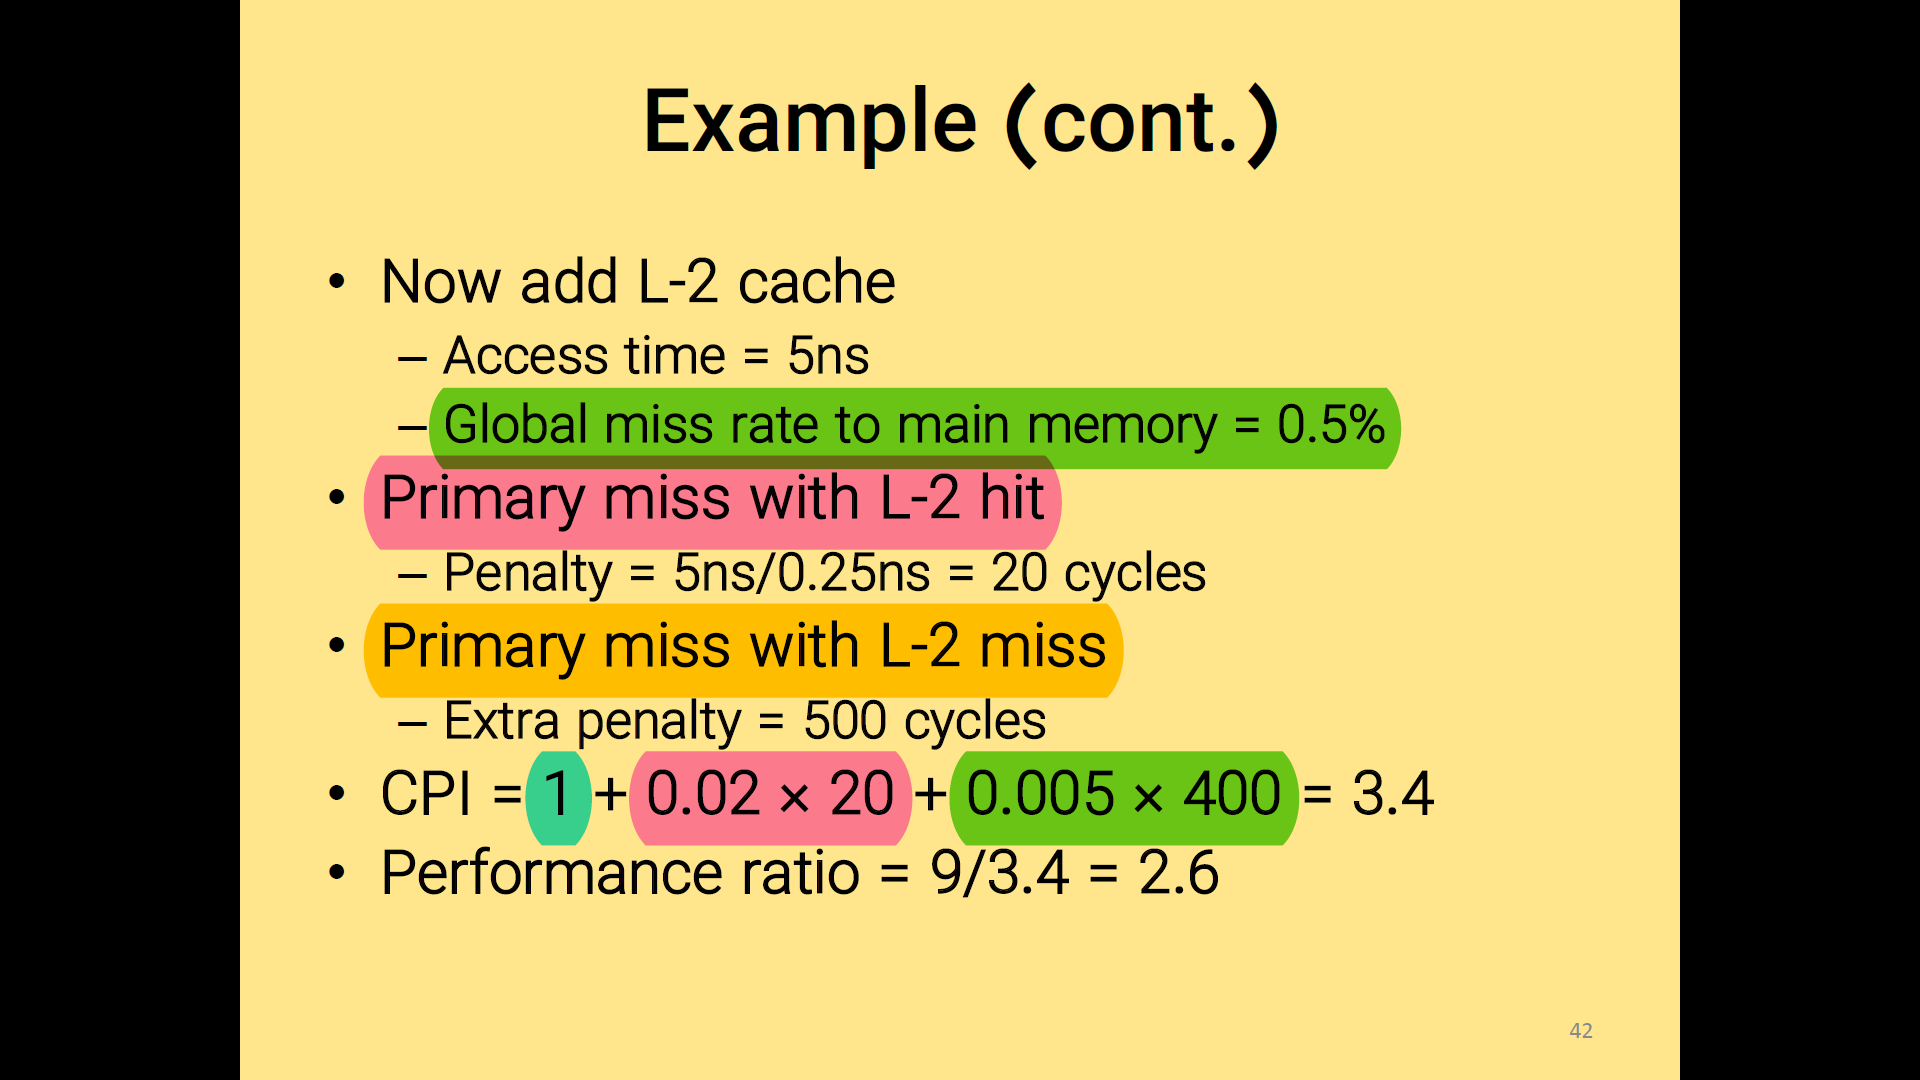 Example (cont.)
• Now add L-2 cache
– Access time = 5ns
– Global miss rate to main memory = 0.5%
• Primary miss with L-2 hit
– Penalty = 5ns/0.25ns = 20 cycles
• Primary miss with L-2 miss
– Extra penalty = 500 cycles
• CPI = 1 + 0.02 × 20 + 0.005 × 400 = 3.4
• Performance ratio = 9/3.4 = 2.6
42